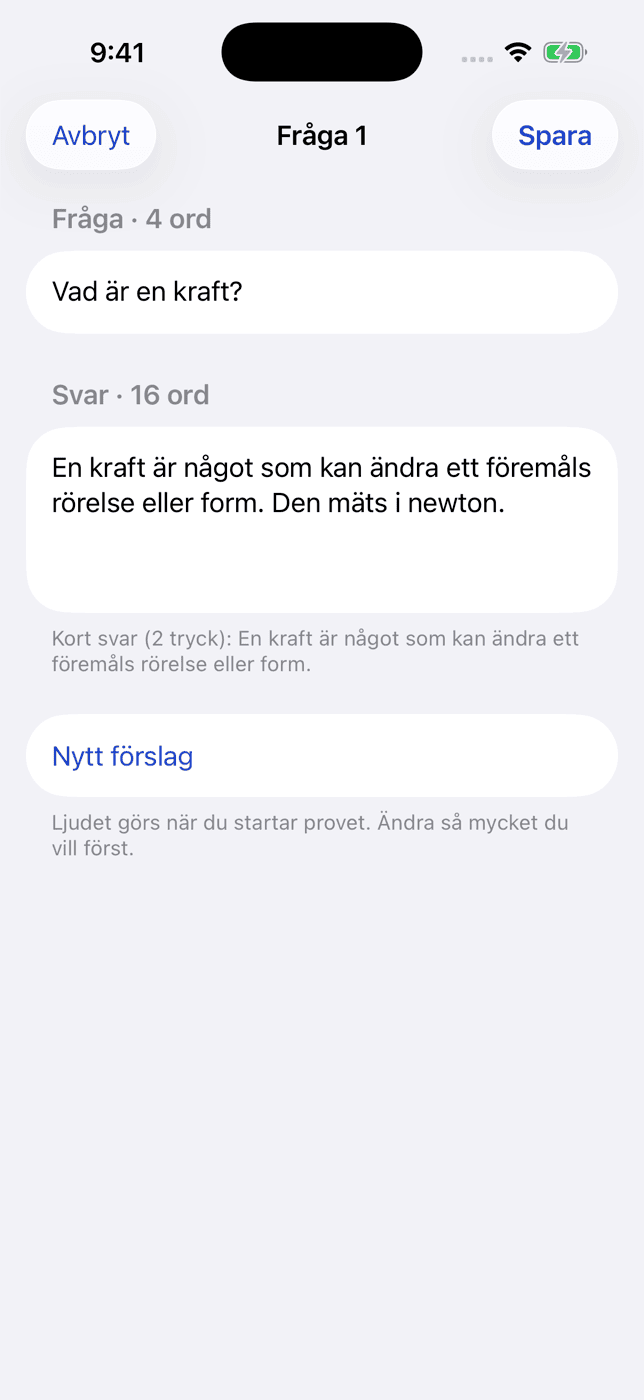 9:41
Avbryt
Fråga 1
Spara
Fråga · 4 ord
Vad är en kraft?
Svar · 16 ord
En kraft är något som kan ändra ett föremåls
rörelse eller form. Den mäts i newton.
Kort svar (2 tryck): En kraft är något som kan ändra ett
föremåls rörelse eller form.
Nytt förslag
Ljudet görs när du startar provet. Ändra så mycket du
vill först.